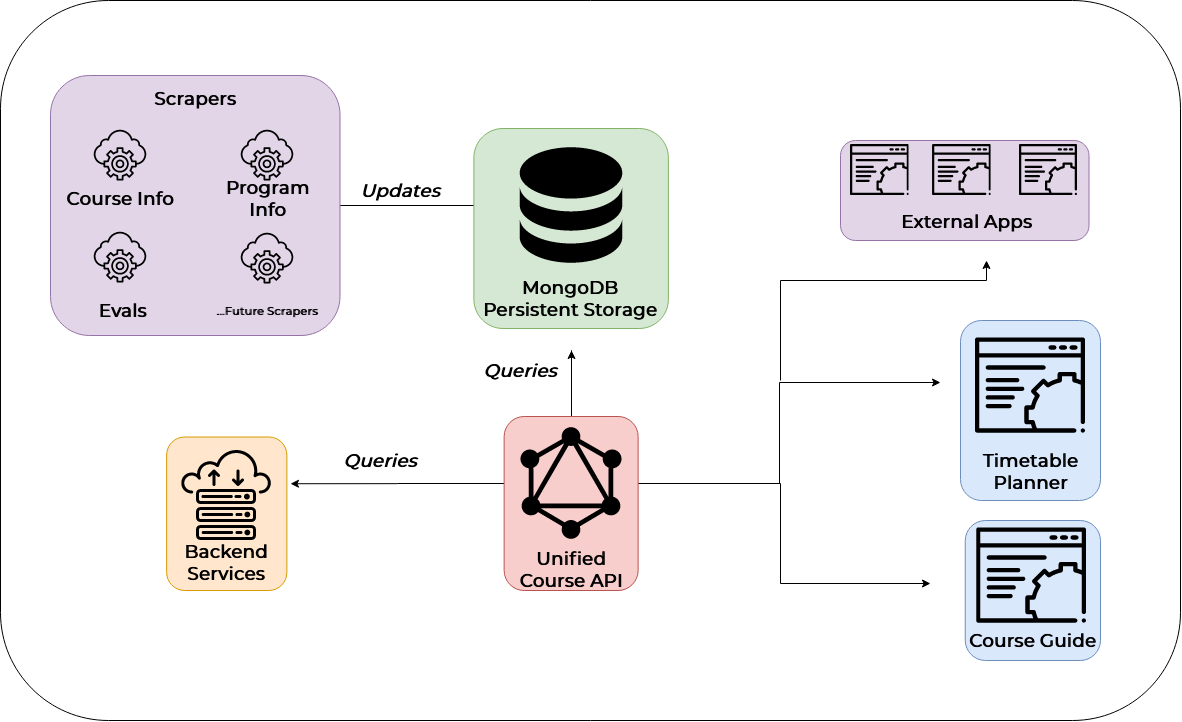 Scrapers
Course Info
Program
Info
Evals
...Future Scrapers
Updates
MongoDB
Persistent Storage
External Apps
Queries
Timetable
Planner
Queries
Backend
Services
Unified
Course API
Course Guide